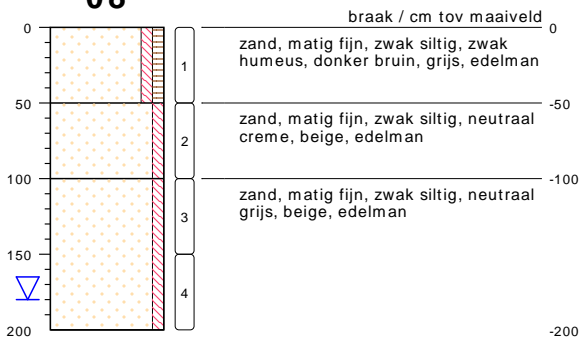 braak / cm tov maaiveld
0
0
zand, matig fijn, zwak siltig, zwak
humeus, donker bruin, grijs, edelman
1
50
-50
zand, matig fijn, zwak siltig, neutraal
creme, beige, edelman
2
100
-100
zand, matig fijn, zwak siltig, neutraal
grijs, beige, edelman
3
150
4
200
-200